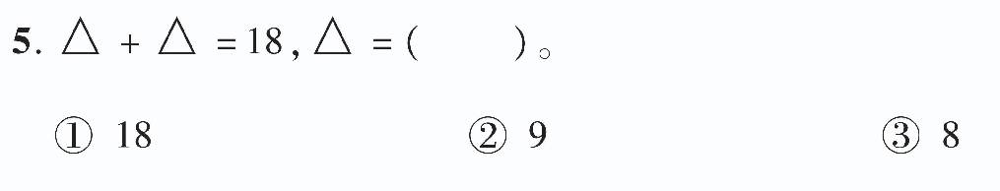 5. △ + △ = 18, △ = (　　)。
① 18　　② 9　　③ 8